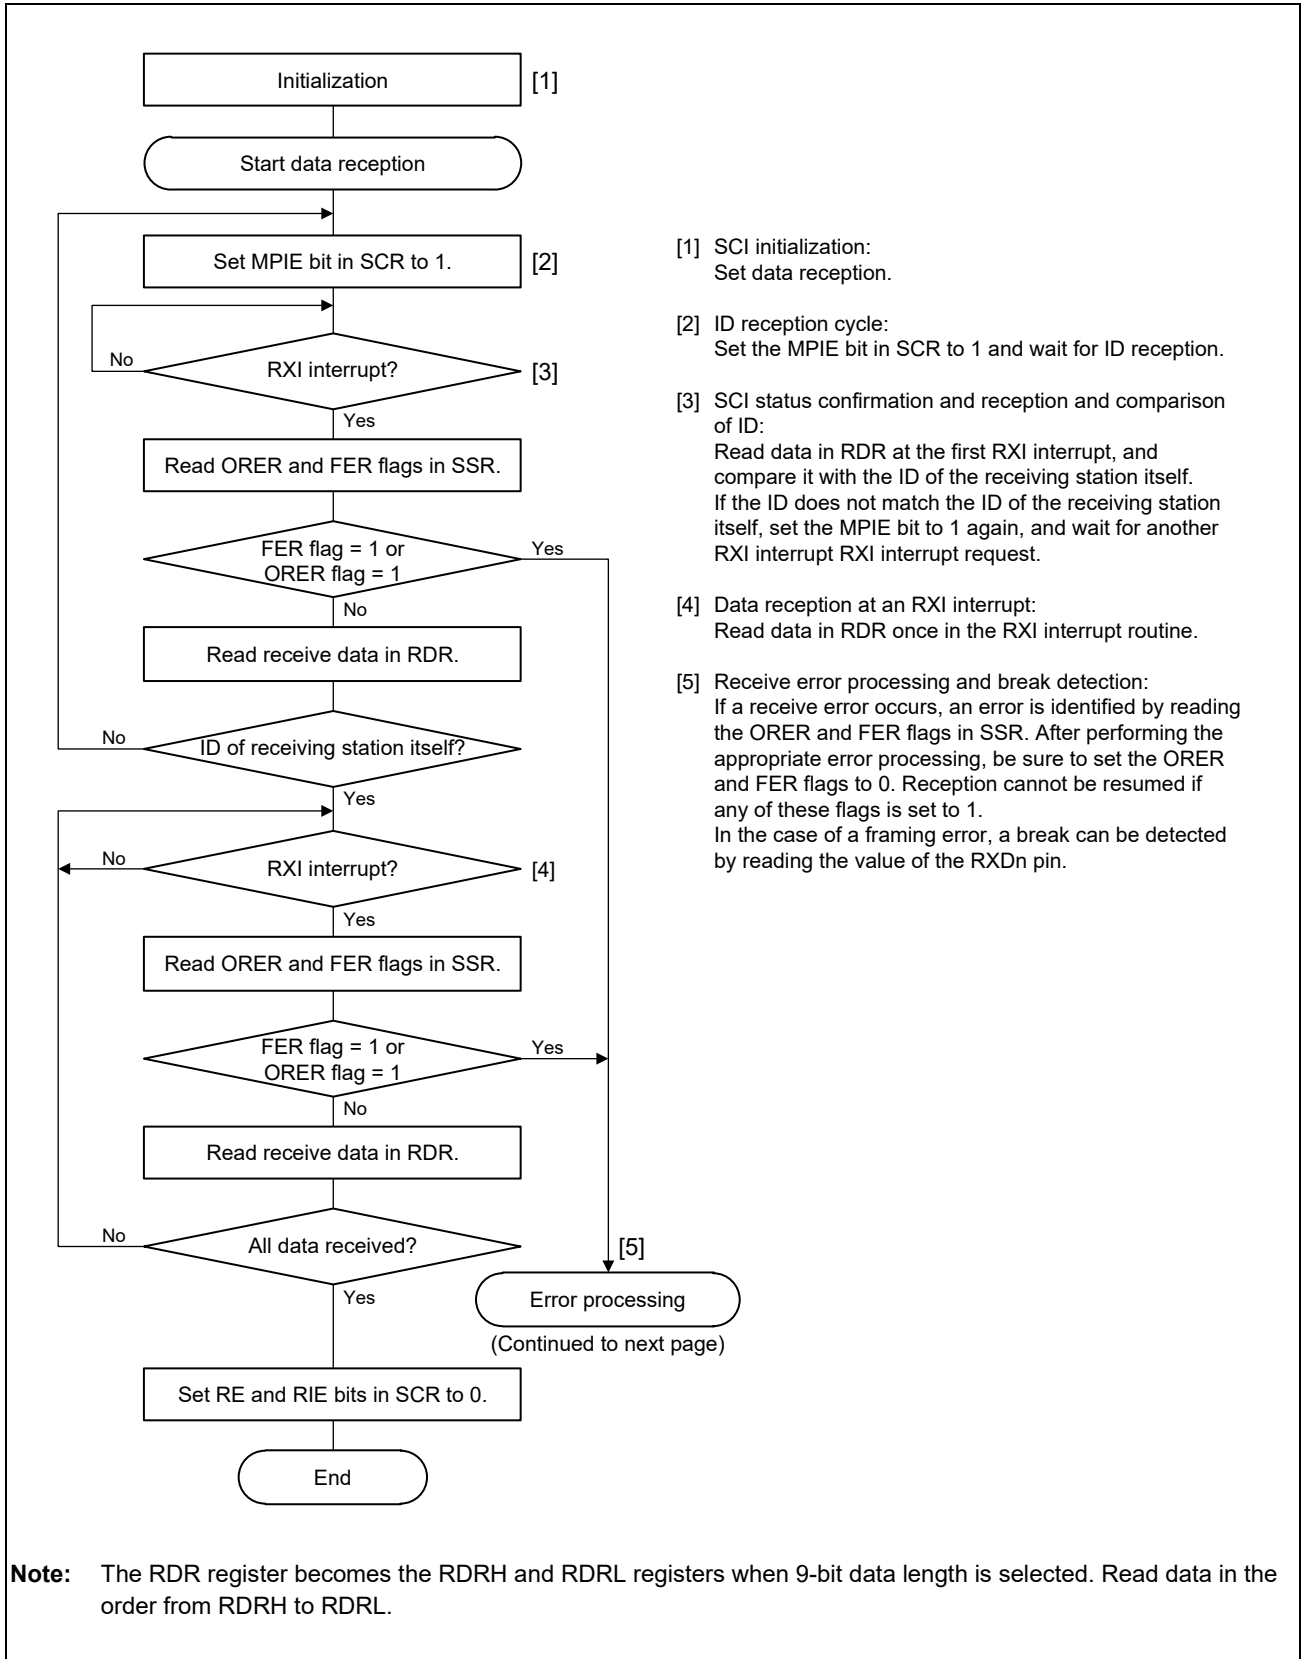 Initialization
[1]
Start data reception
Set MPIE bit in SCR to 1.
[2]
No
RXI interrupt?
[3]
Yes
Read ORER and FER flags in SSR.
FER flag = 1 or
ORER flag = 1
Yes
No
Read receive data in RDR.
No
ID of receiving station itself?
Yes
No
RXI interrupt?
[4]
Yes
Read ORER and FER flags in SSR.
FER flag = 1 or
ORER flag = 1
Yes
No
Read receive data in RDR.
No
All data received?
[5]
Yes
Error processing
(Continued to next page)
Set RE and RIE bits in SCR to 0.
End
[1] SCI initialization:
Set data reception.
[2] ID reception cycle:
Set the MPIE bit in SCR to 1 and wait for ID reception.
[3] SCI status confirmation and reception and comparison
of ID:
Read data in RDR at the first RXI interrupt, and
compare it with the ID of the receiving station itself.
If the ID does not match the ID of the receiving station
itself, set the MPIE bit to 1 again, and wait for another
RXI interrupt RXI interrupt request.
[4] Data reception at an RXI interrupt:
Read data in RDR once in the RXI interrupt routine.
[5] Receive error processing and break detection:
If a receive error occurs, an error is identified by reading
the ORER and FER flags in SSR. After performing the
appropriate error processing, be sure to set the ORER
and FER flags to 0. Reception cannot be resumed if
any of these flags is set to 1.
In the case of a framing error, a break can be detected
by reading the value of the RXDn pin.
Note: The RDR register becomes the RDRH and RDRL registers when 9-bit data length is selected. Read data in the
order from RDRH to RDRL.